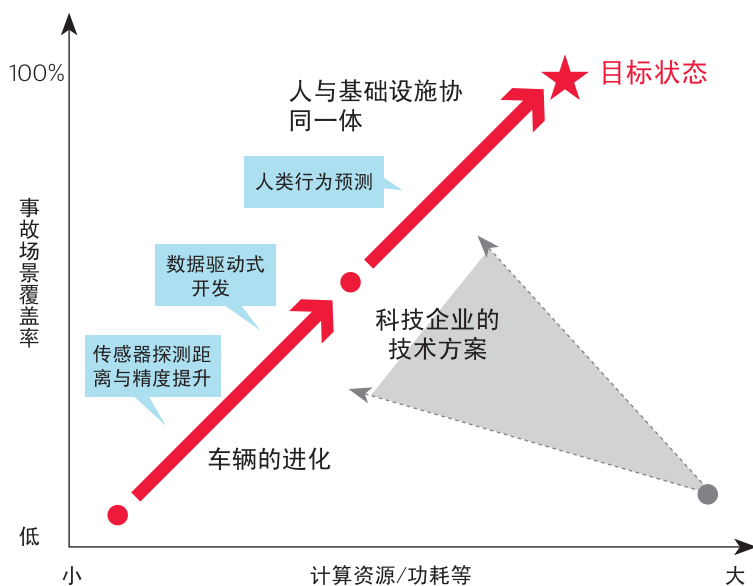 100%
目标状态
人与基础设施协
同一体
人类行为预测
事故场景覆盖率
数据驱动式
开发
科技企业的
技术方案
传感器探测距
离与精度提升
车辆的进化
低
小
计算资源/功耗等
大